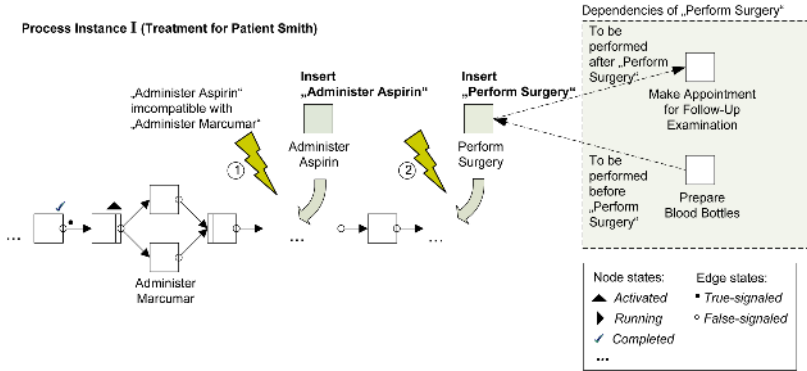 Dependencies of „Perform Surgery“
Process Instance I (Treatment for Patient Smith)
To be
performed
after „Perform
Surgery“
Make Appointment
for Follow-Up
Examination
„Administer Aspirin“
imcompatible with
„Administer Marcumar“
Insert
„Administer Aspirin“
Insert
„Perform Surgery“
Administer
Aspirin
Perform
Surgery
1
2
To be
performed
before
„Perform
Surgery“
Prepare
Blood Bottles
...
...
...
Administer
Marcumar
Node states:
Edge states:
Activated
True-signaled
Running
False-signaled
Completed
...